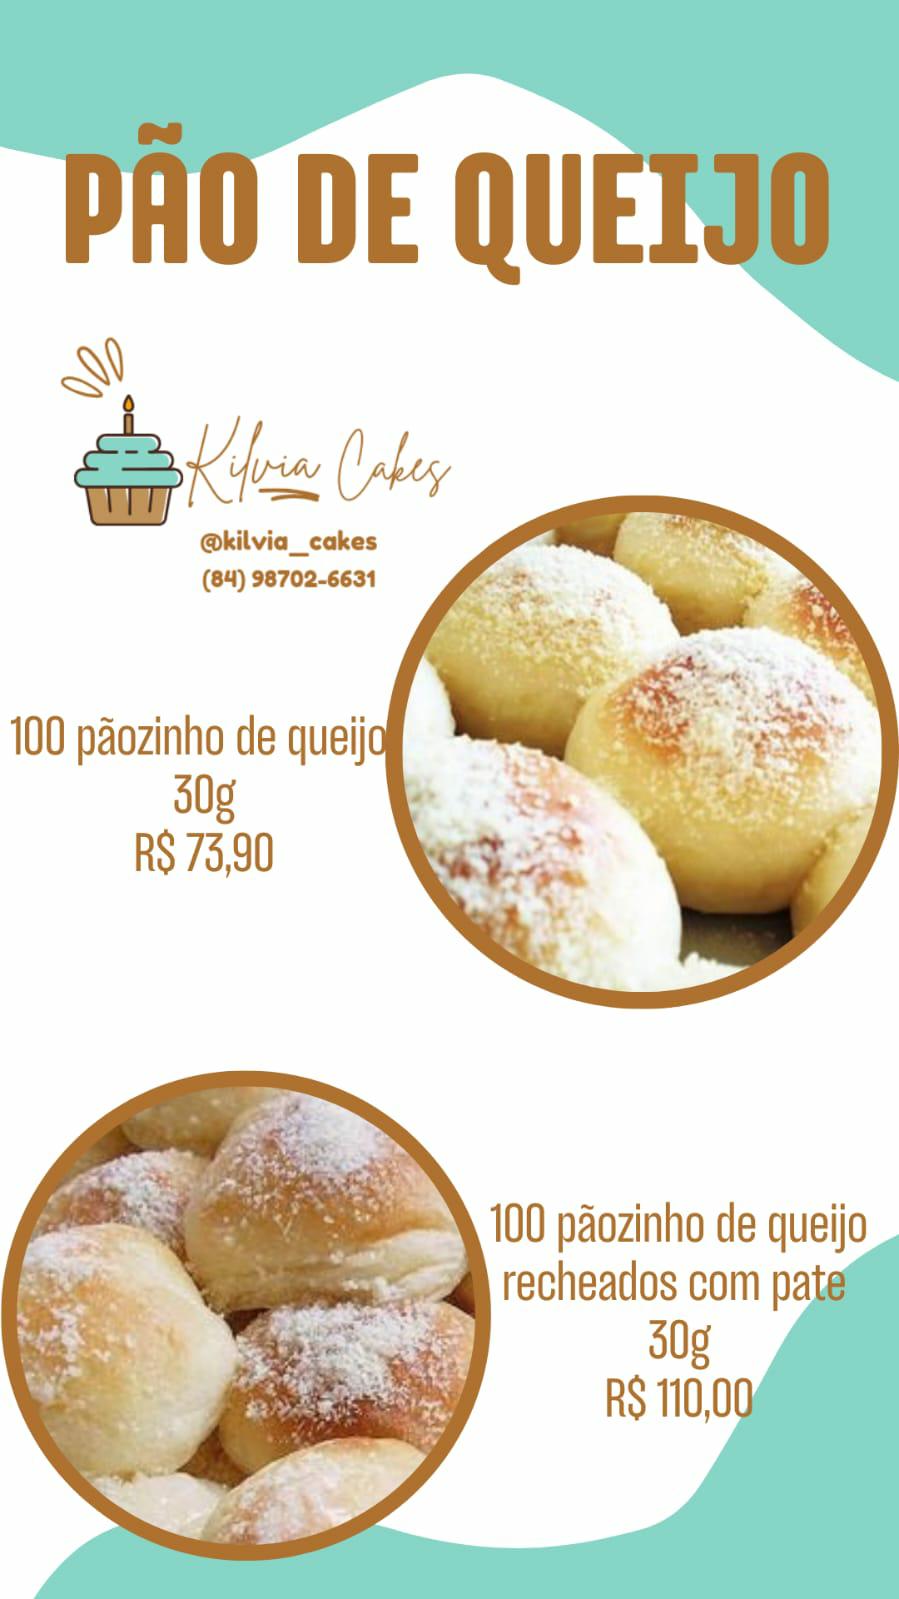 PÃO DE QUEIJO
Kilvia Cakes
@kilvia_cakes
(84) 98702-6631
100 pãozinho de queijo
30g
R$ 73,90
100 pãozinho de queijo
recheados com pate
30g
R$ 110,00